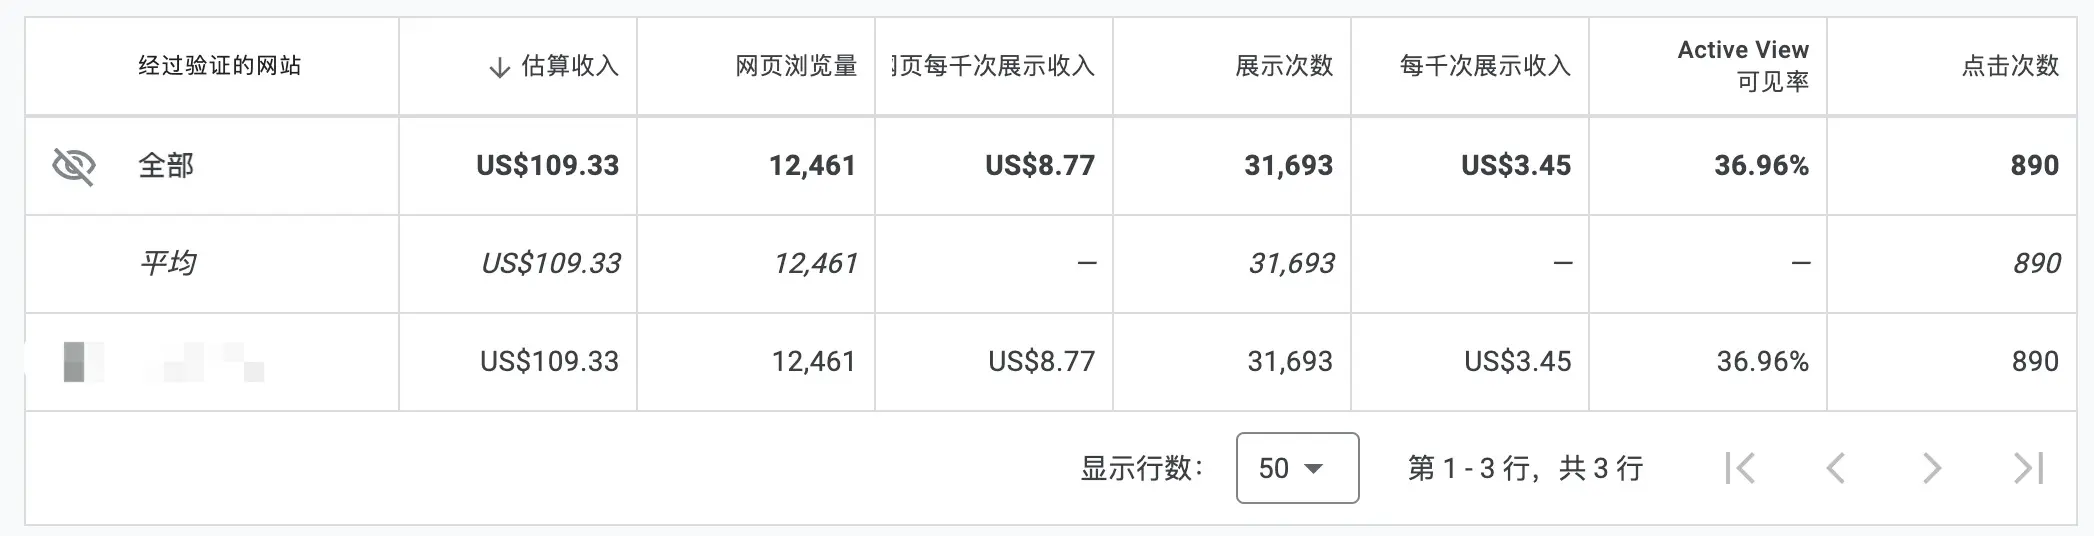 经过验证的网站
估算收入
网页浏览量
页每千次展示收入
展示次数
每千次展示收入
Active View
可见率
点击次数
全部
US$109.33
12,461
US$8.77
31,693
US$3.45
36.96%
890
平均
US$109.33
12,461
—
31,693
—
—
890
US$109.33
12,461
US$8.77
31,693
US$3.45
36.96%
890
显示行数:
50
第 1 - 3 行，共 3 行